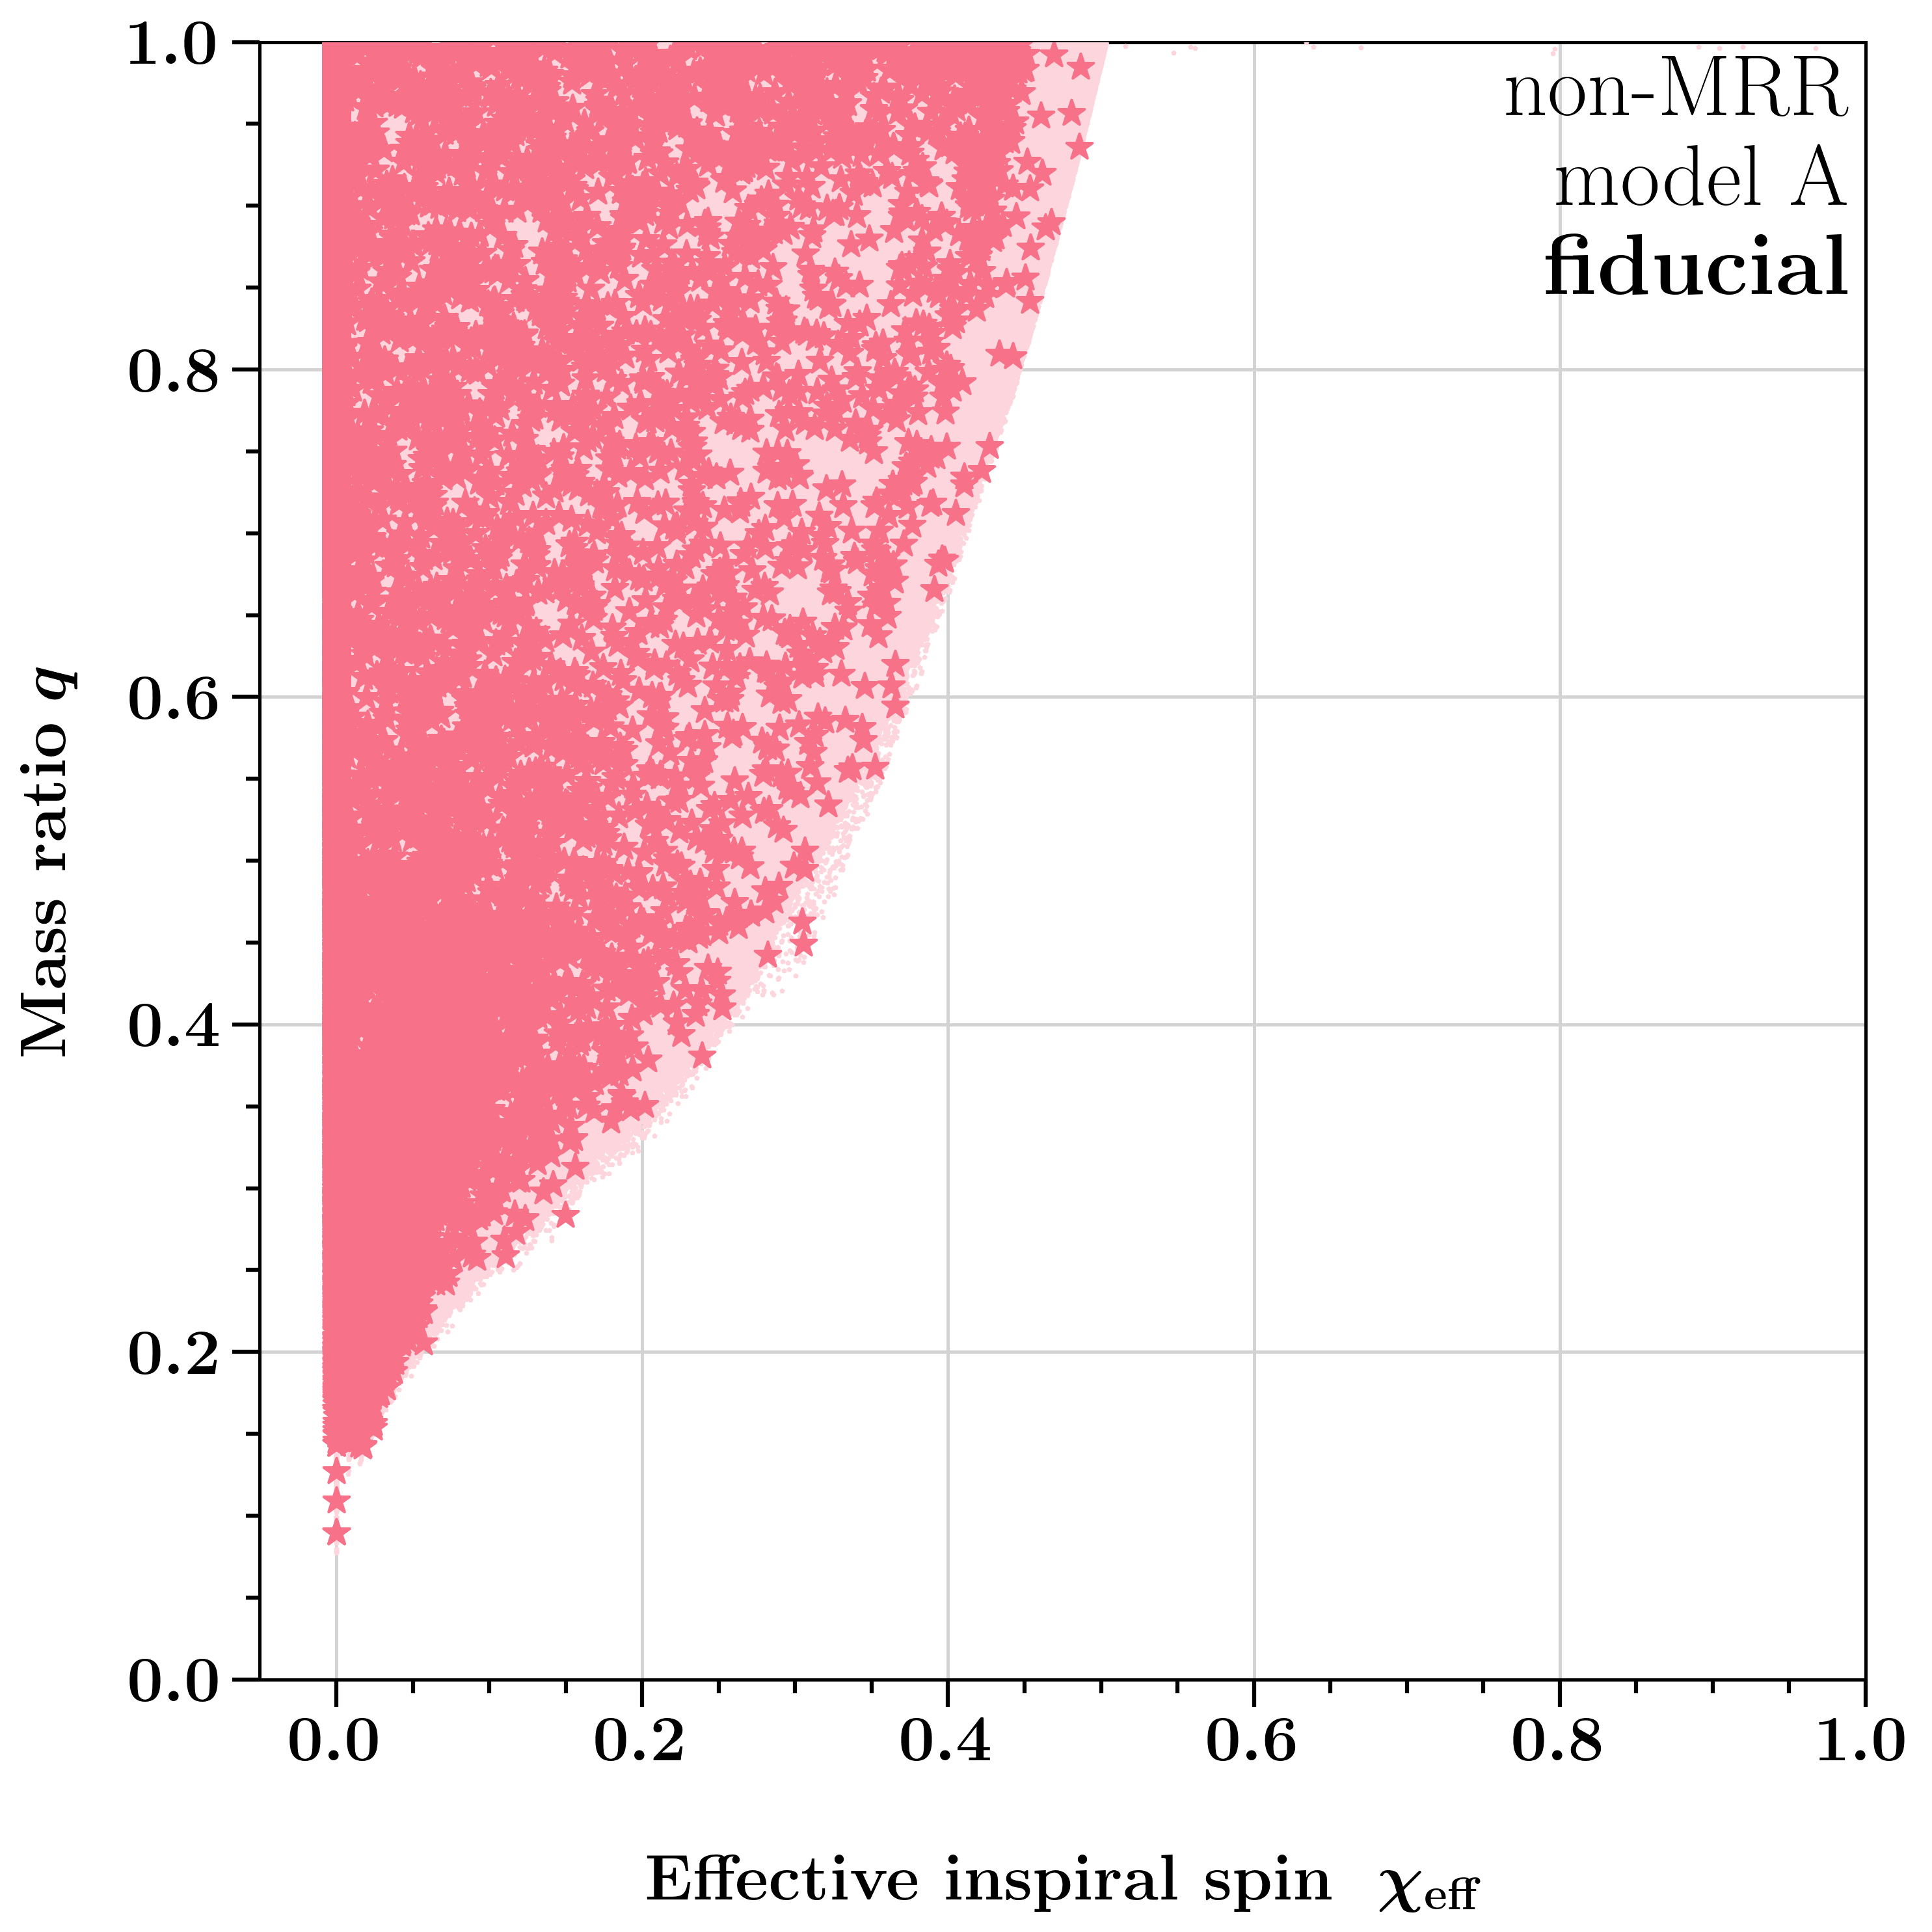 non-MRR
model A
fiducial
1.0
0.8
0.6
0.4
0.2
0.0
Mass ratio q
0.0 0.2 0.4 0.6 0.8 1.0
Effective inspiral spin χeff